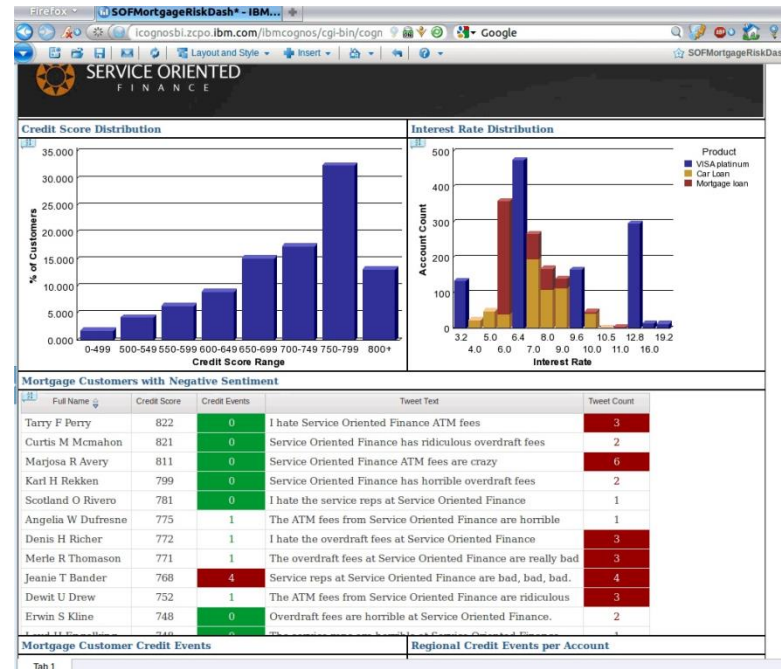 Firefox
SOFMortgageRiskDash* - IBM...
icognosbi.zcpo.ibm.com/ibmcognos/cgi-bin/cogn
Google
Layout and Style
Insert
SOFMortgageRiskDas
SERVICE ORIENTED
FINANCE
Credit Score Distribution
Interest Rate Distribution
% of Customers
35.000
30.000
25.000
20.000
15.000
10.000
5.000
0.000
0-499 500-549 550-599 600-649 650-699 700-749 750-799 800+
Credit Score Range
Account Count
500
400
300
200
100
0
3.2 5.0 6.4 8.0 9.6 10.5 12.8 19.2
4.0 6.0 7.0 9.0 10.0 11.0 16.0
Interest Rate
Product
VISA platinum
Car Loan
Mortgage loan
Mortgage Customers with Negative Sentiment
Full Name Credit Score Credit Events Tweet Text Tweet Count
Tarry F Perry 822 0 I hate Service Oriented Finance ATM fees 3
Curtis M Mcmahon 821 0 Service Oriented Finance has ridiculous overdraft fees 2
Marjosa R Avery 811 0 Service Oriented Finance ATM fees are crazy 6
Karl H Rekken 799 0 Service Oriented Finance has horrible overdraft fees 2
Scotland O Rivero 781 0 I hate the service reps at Service Oriented Finance 1
Angelia W Dufresne 775 1 The ATM fees from Service Oriented Finance are horrible 1
Denis H Richer 772 1 I hate the overdraft fees at Service Oriented Finance 3
Merle R Thomason 771 1 The overdraft fees at Service Oriented Finance are really bad 3
Jeanie T Bander 768 4 Service reps at Service Oriented Finance are bad, bad, bad. 4
Dewit U Drew 752 1 The ATM fees from Service Oriented Finance are ridiculous 3
Erwin S Kline 748 0 Overdraft fees are horrible at Service Oriented Finance. 2
Mortgage Customer Credit Events
Regional Credit Events per Account
Tab 1